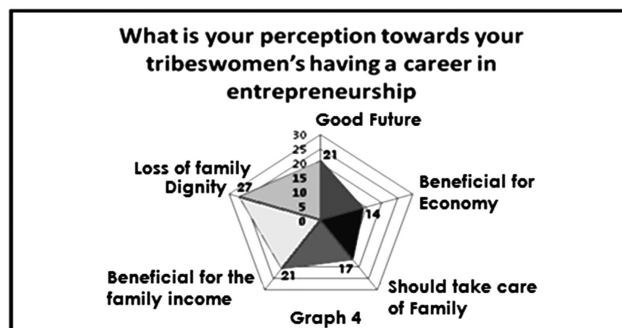 What is your perception towards your
tribeswomen's having a career in
entrepreneurship
Good Future
30
25
20
15
10
5
0
21
Loss of family
Dignity
27
Beneficial for
Economy
14
Beneficial for the
family income
21
17
Should take care
of Family
Graph 4